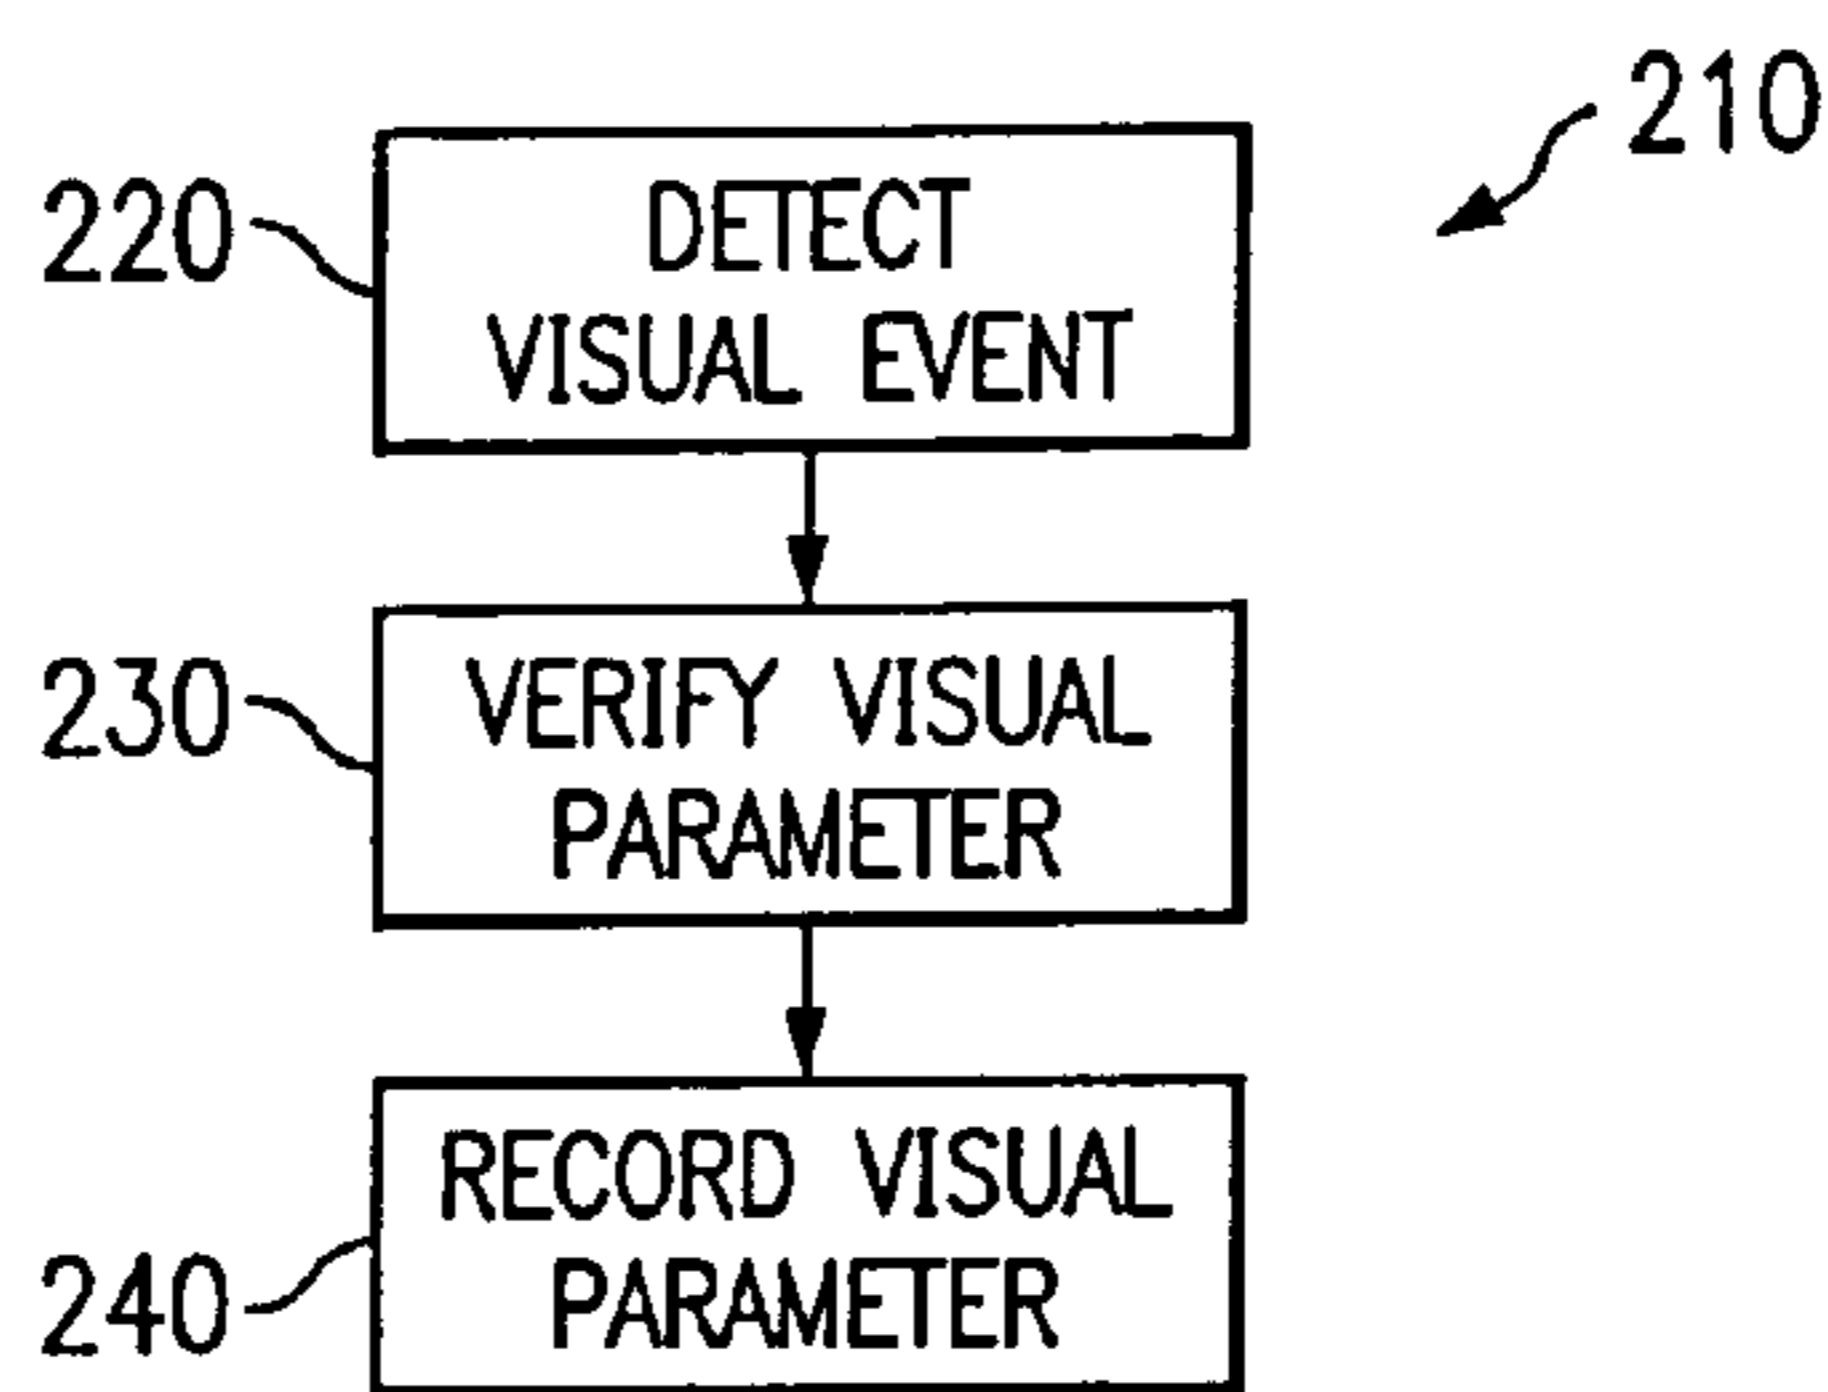 210
220
DETECT
VISUAL EVENT
230
VERIFY VISUAL
PARAMETER
240
RECORD VISUAL
PARAMETER